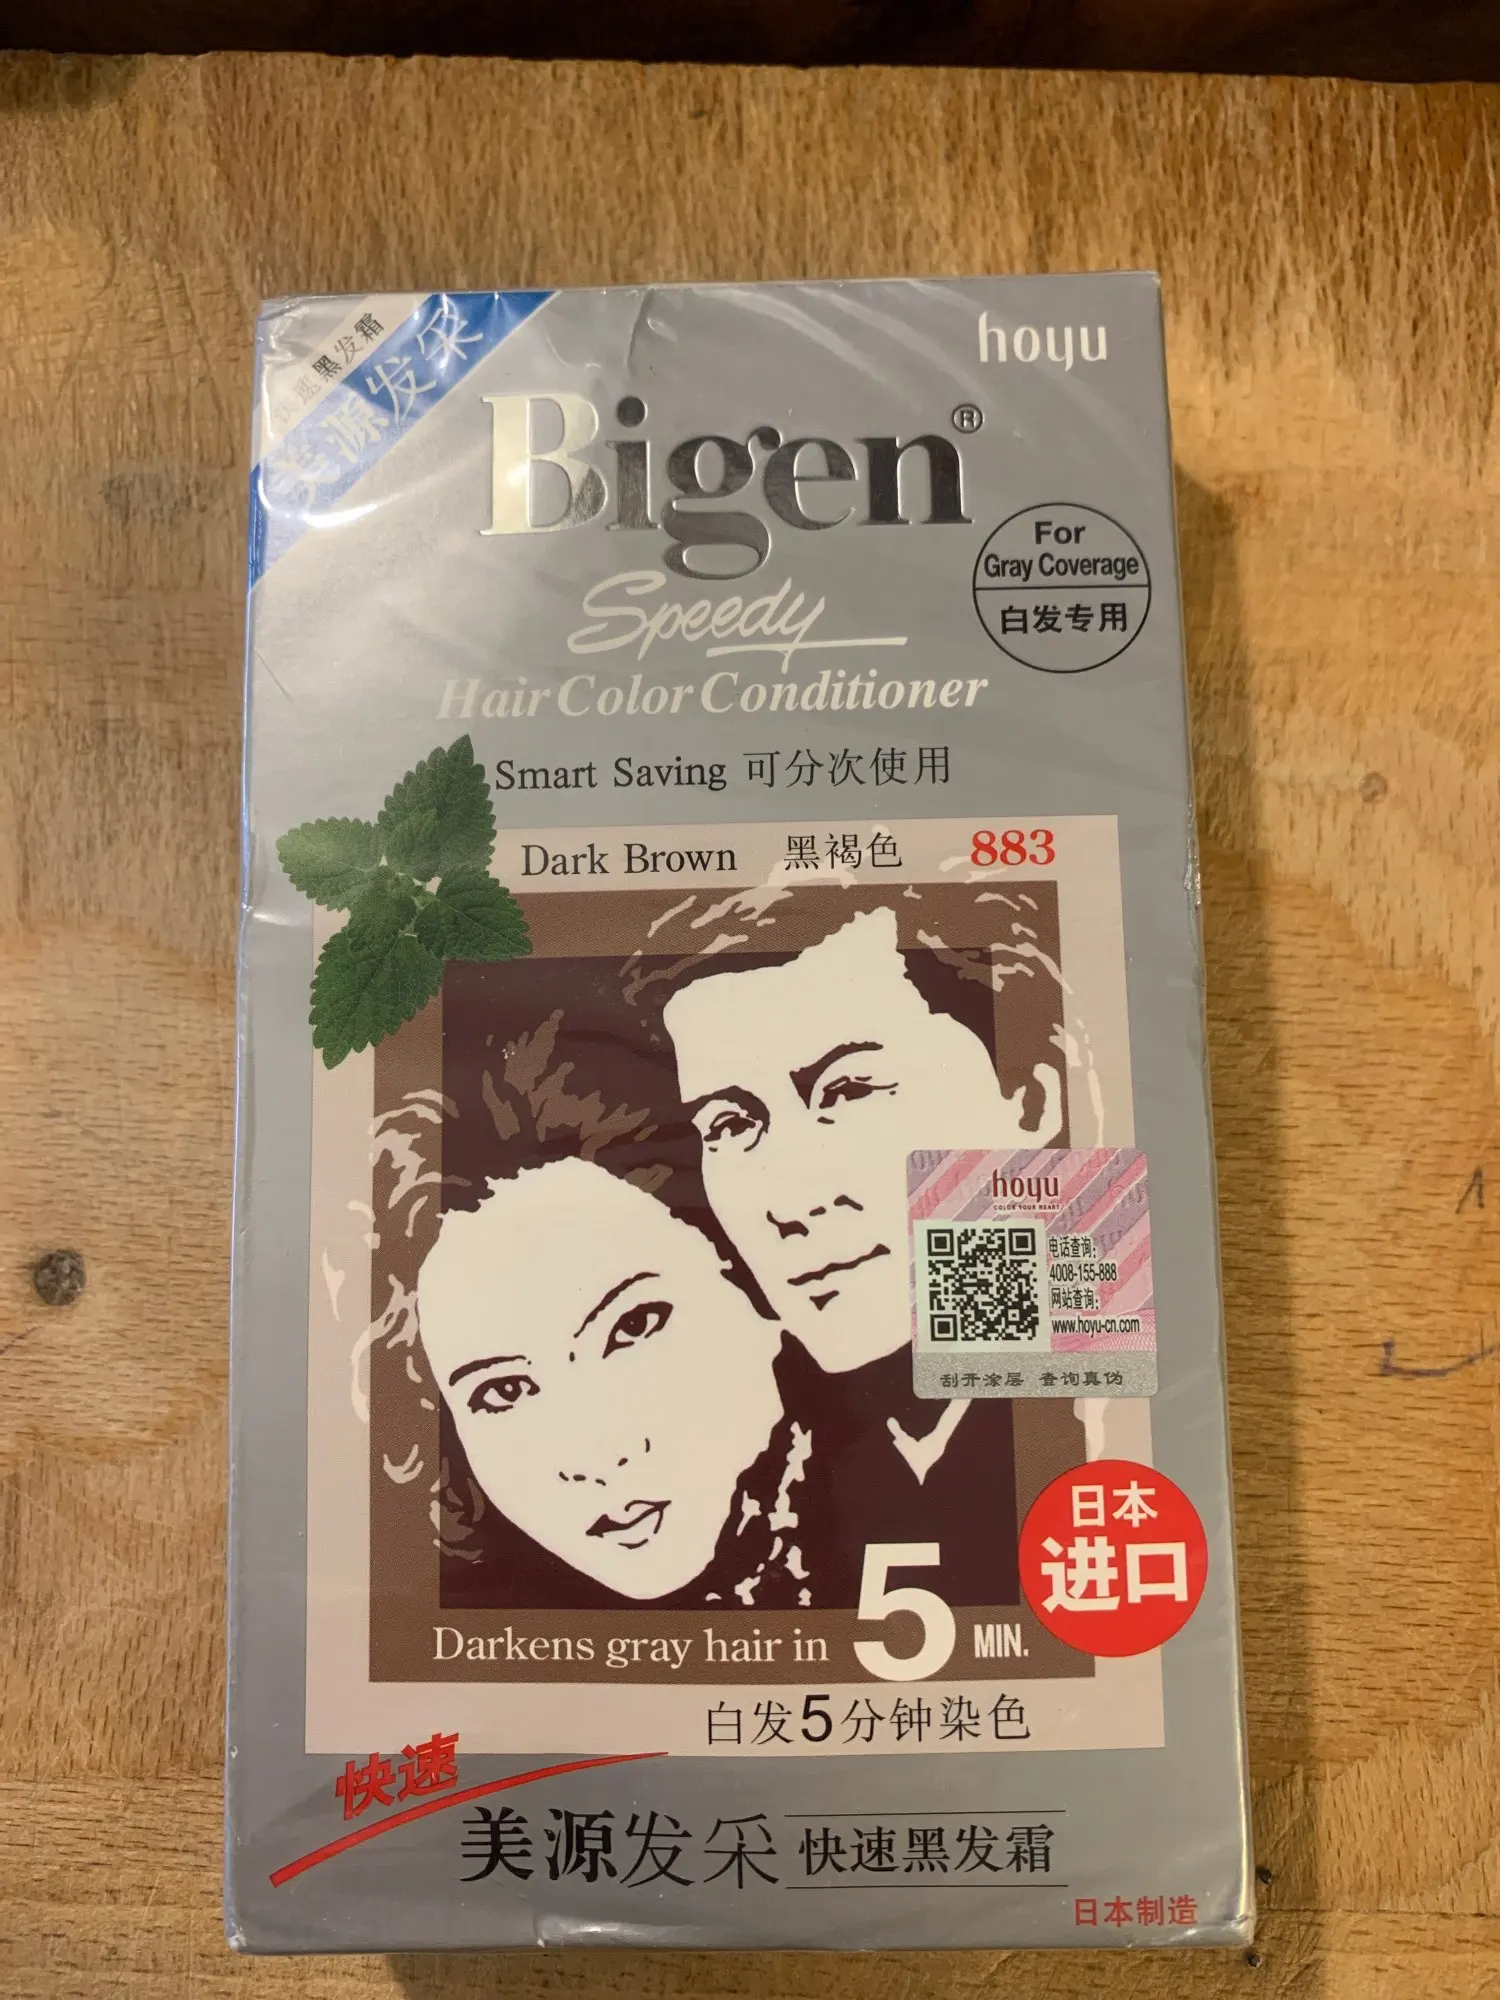 快速黑发霜
美源发采
hoyu
Bigen®
For
Gray Coverage
白发专用
Speedy
Hair Color Conditioner
Smart Saving 可分次使用
Dark Brown 黑褐色 883
hoyu
COLOR YOUR HEART
电话查询:
4008-155-888
网站查询:
www.hoyu-cn.com
刮开涂层 查询真伪
日本
进口
Darkens gray hair in 5 MIN.
白发5分钟染色
快速
美源发采 快速黑发霜
日本制造